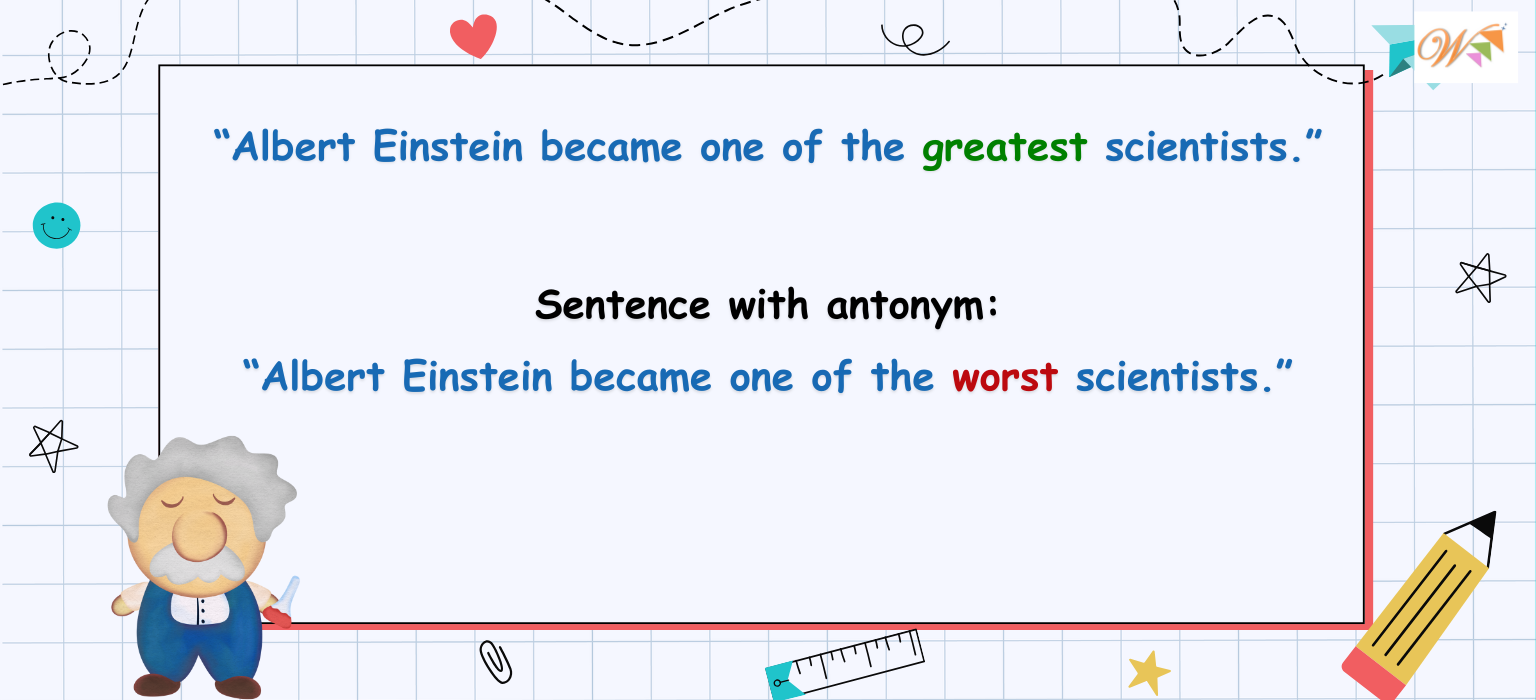 “Albert Einstein became one of the greatest scientists.”
Sentence with antonym:
“Albert Einstein became one of the worst scientists.”
W